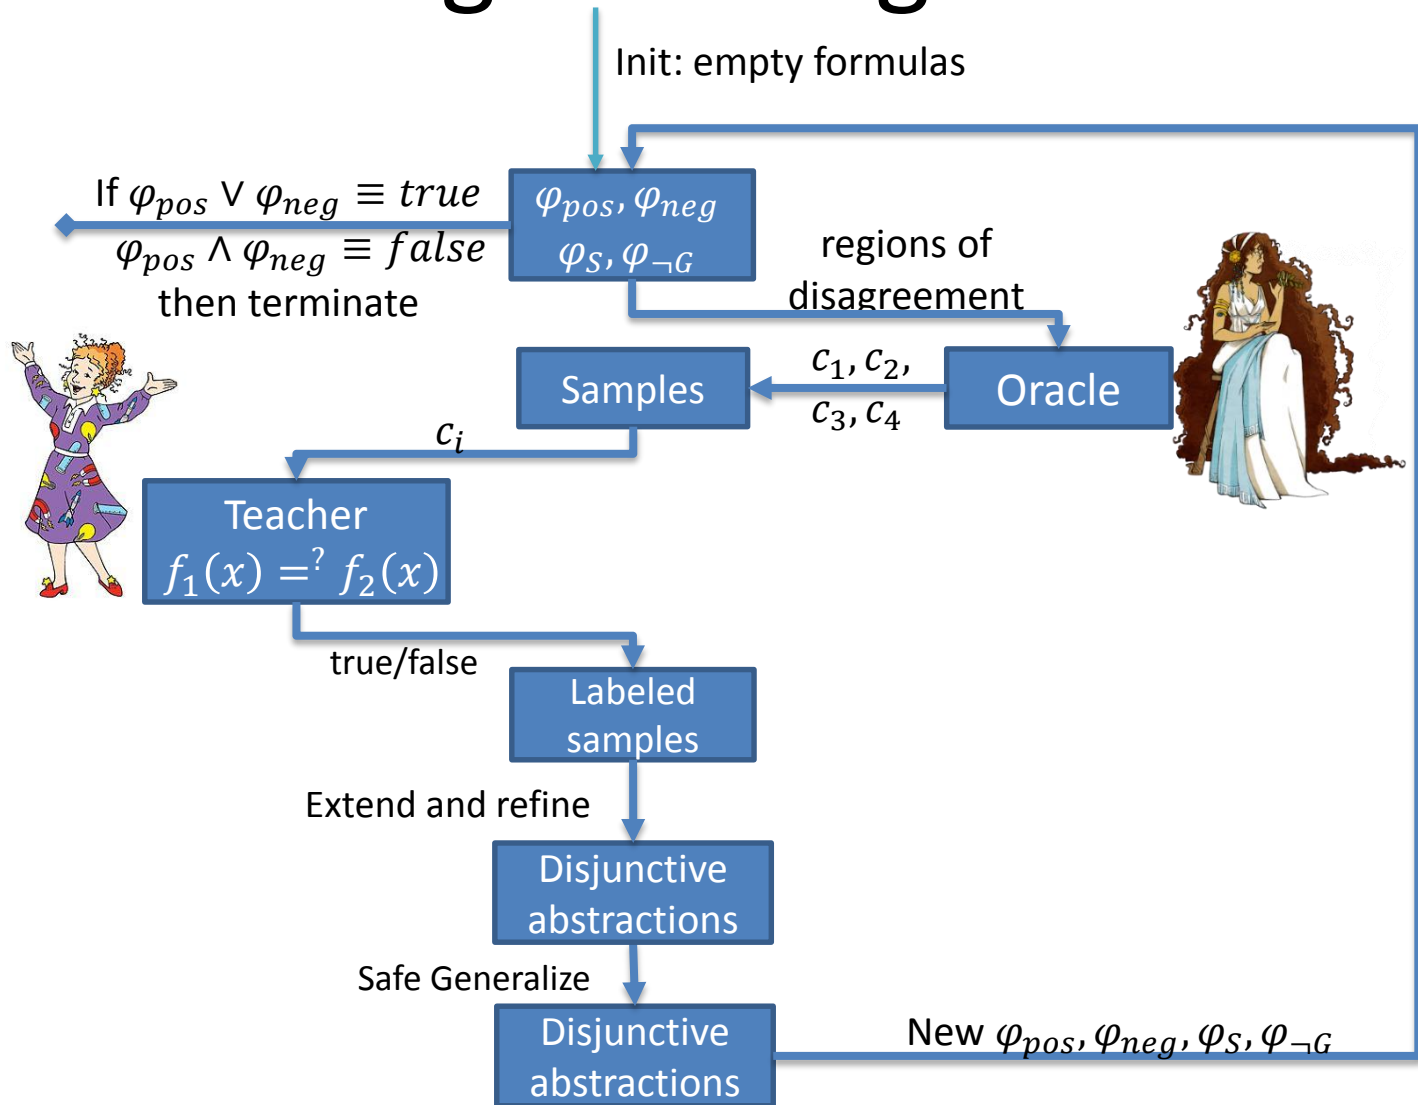 Init: empty formulas
If φ_pos ∨ φ_neg ≡ true
φ_pos ∧ φ_neg ≡ false
then terminate
φ_pos, φ_neg
φ_S, φ_¬G
regions of
disagreement
Samples
c_1, c_2,
c_3, c_4
Oracle
c_i
Teacher
f_1(x) =^? f_2(x)
true/false
Labeled
samples
Extend and refine
Disjunctive
abstractions
Safe Generalize
Disjunctive
abstractions
New φ_pos, φ_neg, φ_S, φ_¬G